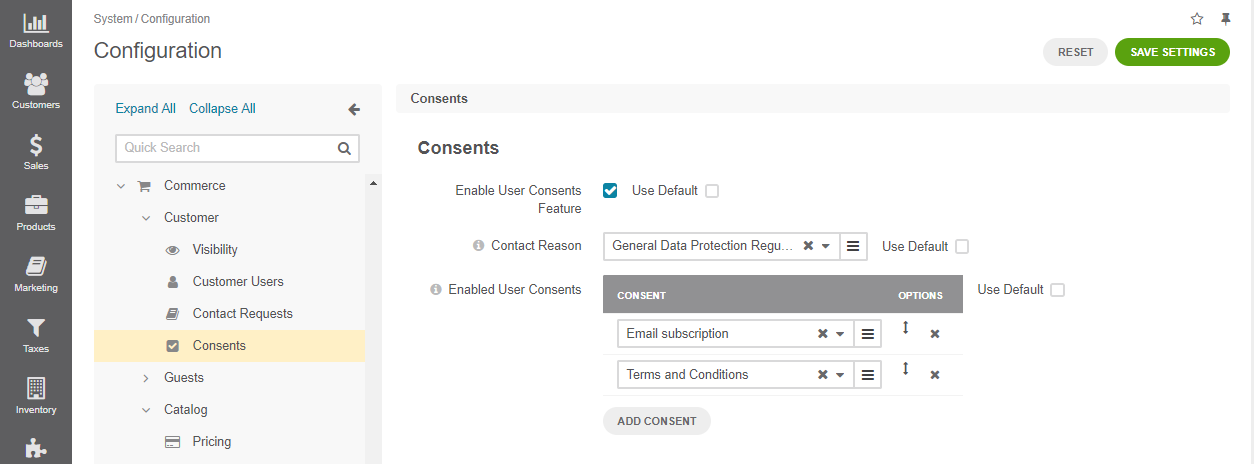 Dashboards
Customers
Sales
Products
Marketing
Taxes
Inventory
System / Configuration
Configuration
RESET
SAVE SETTINGS
Expand All
Collapse All
Quick Search
Commerce
Customer
Visibility
Customer Users
Contact Requests
Consents
Guests
Catalog
Pricing
Consents
Consents
Enable User Consents
Feature
Use Default
Contact Reason
General Data Protection Regu...
Use Default
Enabled User Consents
CONSENT
OPTIONS
Use Default
Email subscription
Terms and Conditions
ADD CONSENT